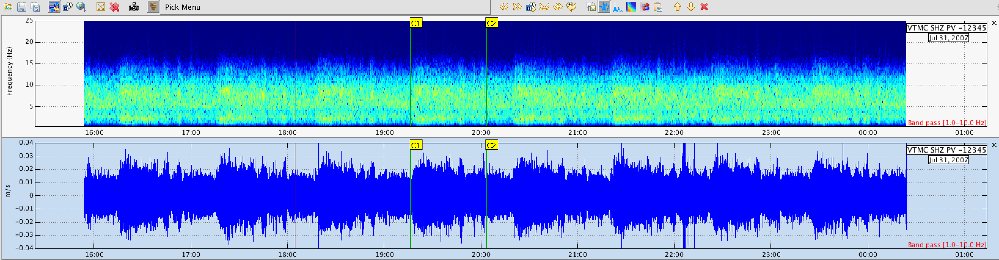 Pick Menu
C1
C2
VTMC SHZ PV -12345
Jul 31, 2007
25
20
15
10
5
Frequency (Hz)
Band pass [1.0-10.0 Hz]
16:00 17:00 18:00 19:00 20:00 21:00 22:00 23:00 00:00 01:00
C1
C2
VTMC SHZ PV -12345
Jul 31, 2007
0.04
0.03
0.02
0.01
0
-0.01
-0.02
-0.03
-0.04
m/s
Band pass [1.0-10.0 Hz]
16:00 17:00 18:00 19:00 20:00 21:00 22:00 23:00 00:00 01:00